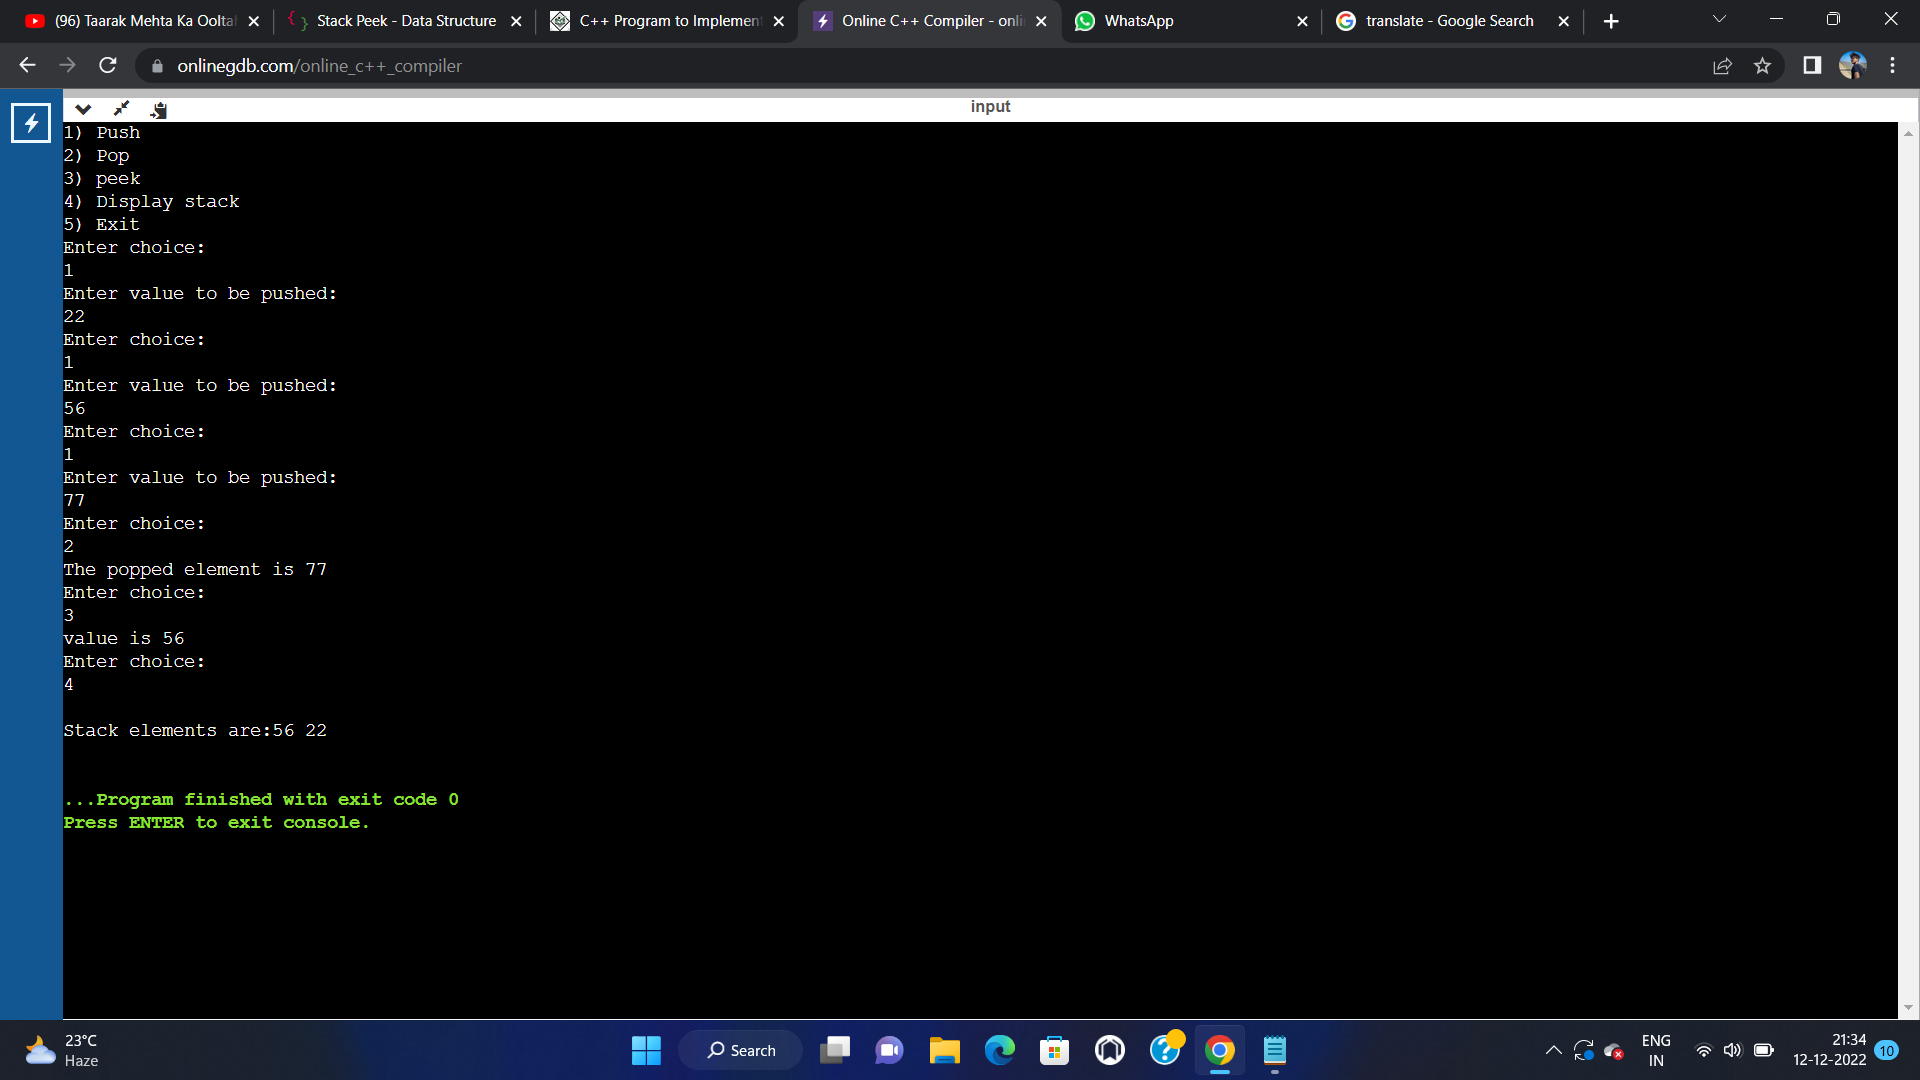 (96) Taarak Mehta Ka Oolta
Stack Peek - Data Structure
C++ Program to Implemen
Online C++ Compiler - onli
WhatsApp
translate - Google Search
onlinegdb.com/online_c++_compiler
input
1) Push
2) Pop
3) peek
4) Display stack
5) Exit
Enter choice:
1
Enter value to be pushed:
22
Enter choice:
1
Enter value to be pushed:
56
Enter choice:
1
Enter value to be pushed:
77
Enter choice:
2
The popped element is 77
Enter choice:
3
value is 56
Enter choice:
4
Stack elements are:56 22
...Program finished with exit code 0
Press ENTER to exit console.
23°C
Haze
Search
ENG
IN
21:34
12-12-2022
10